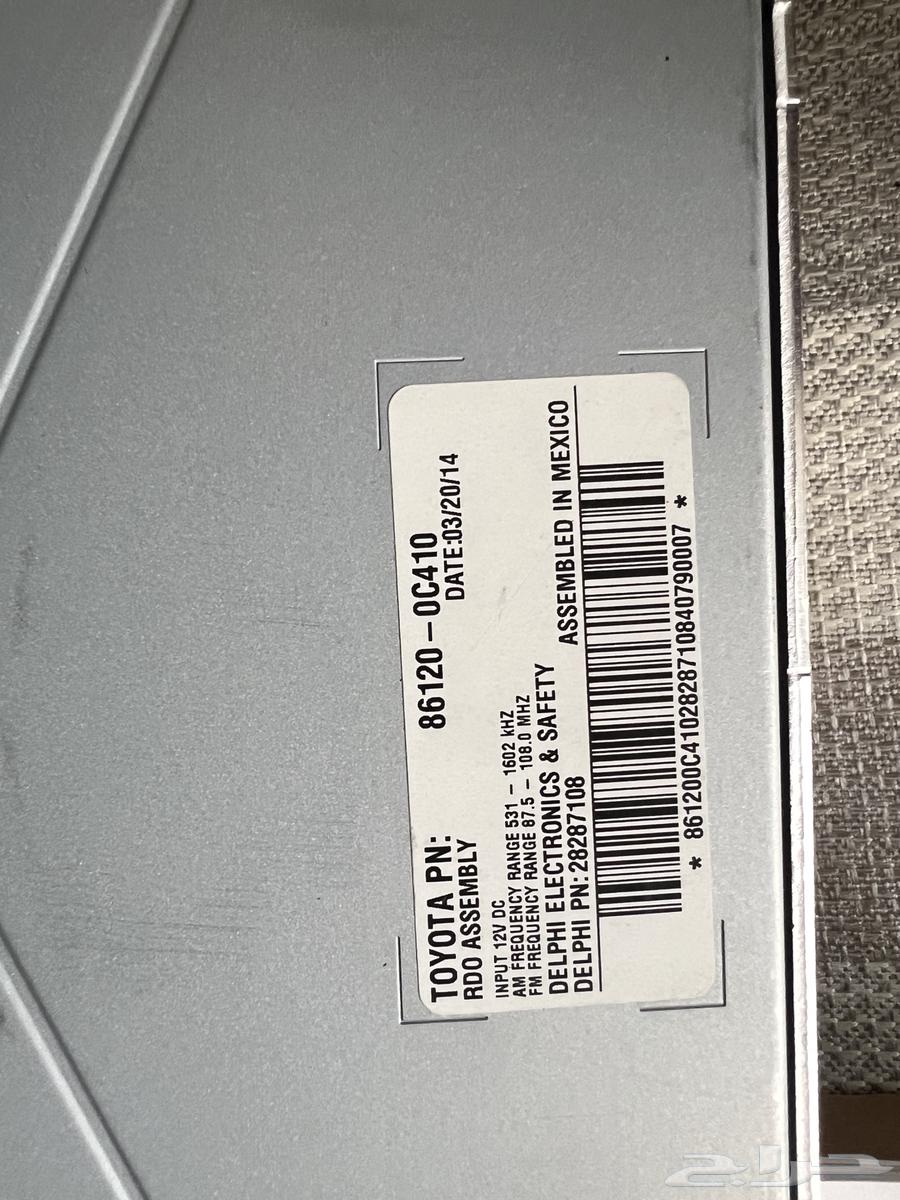 TOYOTA PN: 86120-0C410
RDO ASSEMBLY DATE:03/20/14
INPUT 12V DC
AM FREQUENCY RANGE 531 - 1602 kHZ
FM FREQUENCY RANGE 87.5 - 108.0 MHZ
DELPHI ELECTRONICS & SAFETY
DELPHI PN: 28287108 ASSEMBLED IN MEXICO
* 861200C4102828710840790007 *
حراج